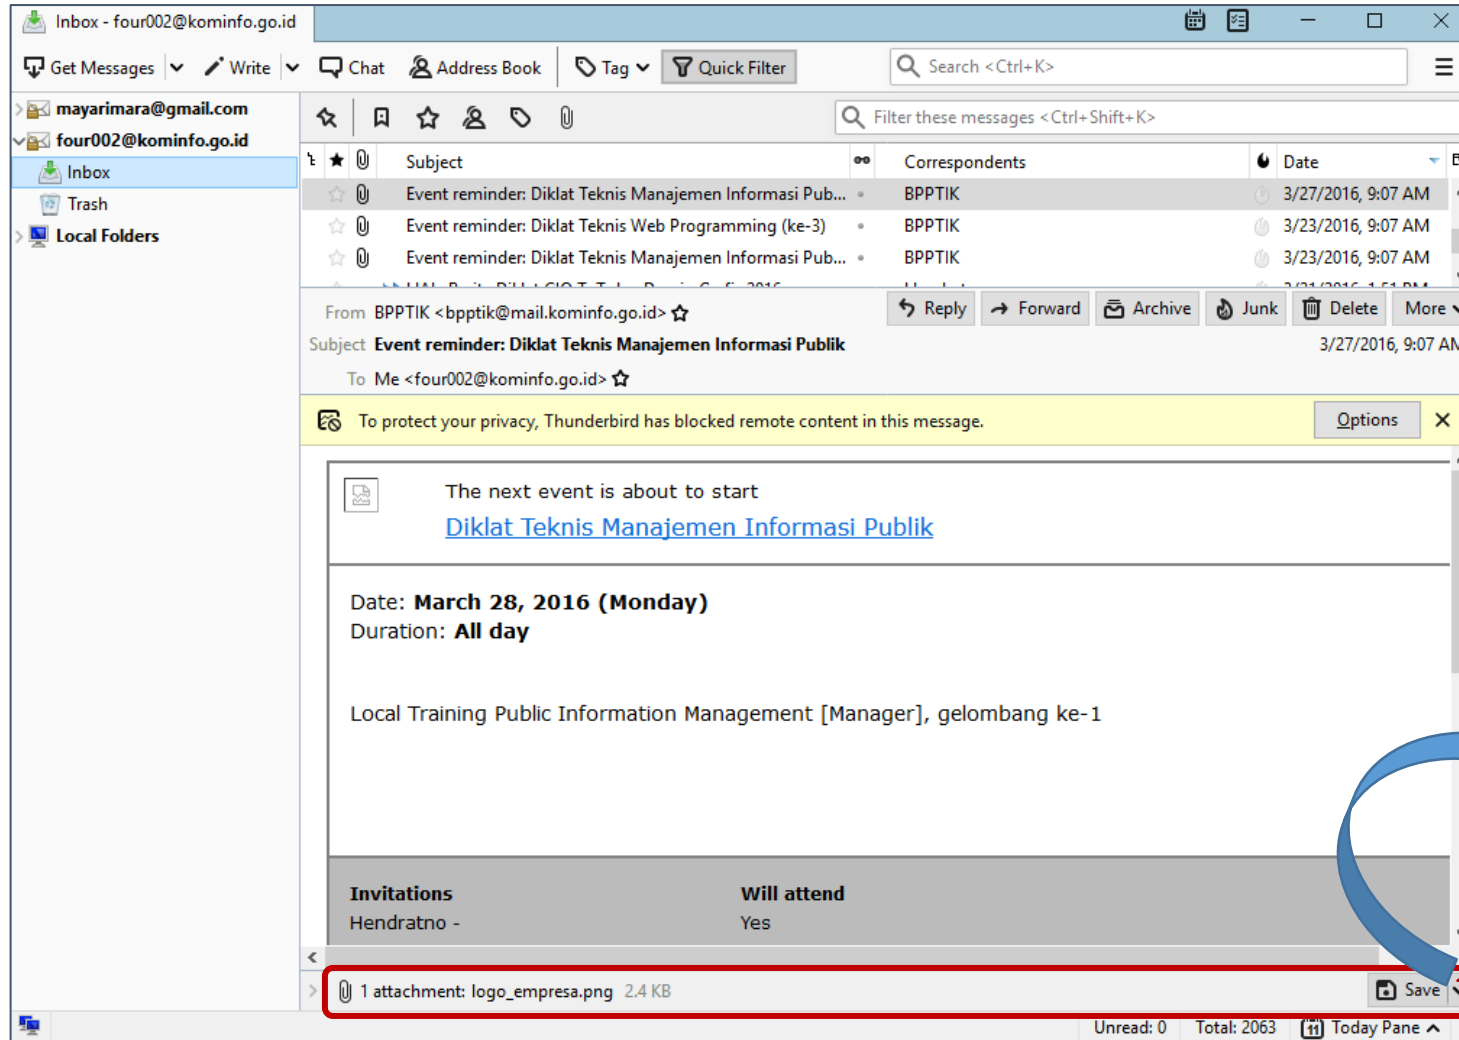 Inbox - four002@kominfo.go.id
Get Messages Write Chat Address Book Tag Quick Filter Search <Ctrl+K>
mayarimara@gmail.com
four002@kominfo.go.id
Inbox
Trash
Local Folders
Filter these messages <Ctrl+Shift+K>
Subject Correspondents Date
Event reminder: Diklat Teknis Manajemen Informasi Pub... BPPTIK 3/27/2016, 9:07 AM
Event reminder: Diklat Teknis Web Programming (ke-3) BPPTIK 3/23/2016, 9:07 AM
Event reminder: Diklat Teknis Manajemen Informasi Pub... BPPTIK 3/23/2016, 9:07 AM
From BPPTIK <bpptik@mail.kominfo.go.id> Reply Forward Archive Junk Delete More
Subject Event reminder: Diklat Teknis Manajemen Informasi Publik 3/27/2016, 9:07 AM
To Me <four002@kominfo.go.id>
To protect your privacy, Thunderbird has blocked remote content in this message. Options
The next event is about to start
Diklat Teknis Manajemen Informasi Publik
Date: March 28, 2016 (Monday)
Duration: All day
Local Training Public Information Management [Manager], gelombang ke-1
Invitations Will attend
Hendratno - Yes
1 attachment: logo_empresa.png 2.4 KB Save
Unread: 0 Total: 2063 11 Today Pane